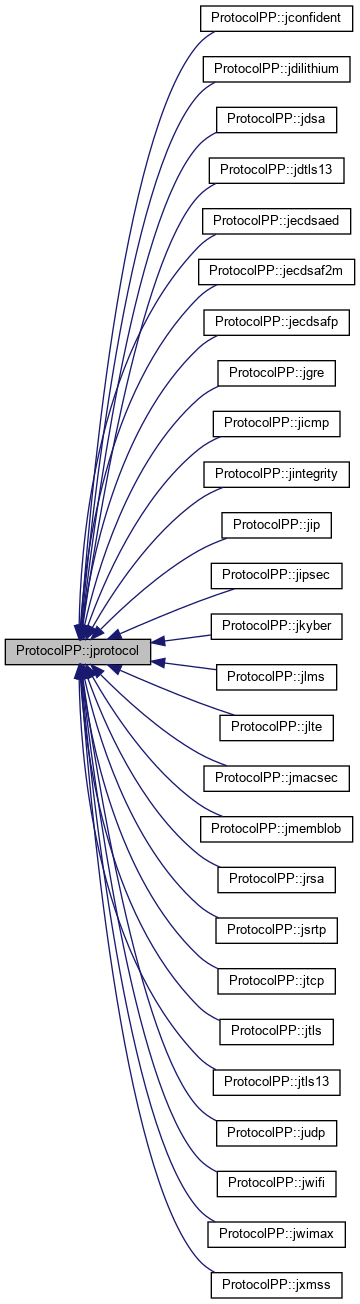 ProtocolPP::jconfident
ProtocolPP::jdilithium
ProtocolPP::jdsa
ProtocolPP::jdtls13
ProtocolPP::jecdsaed
ProtocolPP::jecdsaf2m
ProtocolPP::jecdsafp
ProtocolPP::jgre
ProtocolPP::jicmp
ProtocolPP::jintegrity
ProtocolPP::jip
ProtocolPP::jipsec
ProtocolPP::jkyber
ProtocolPP::jprotocol
ProtocolPP::jlms
ProtocolPP::jlte
ProtocolPP::jmacsec
ProtocolPP::jmemblob
ProtocolPP::jrsa
ProtocolPP::jsrtp
ProtocolPP::jtcp
ProtocolPP::jtls
ProtocolPP::jtls13
ProtocolPP::judp
ProtocolPP::jwifi
ProtocolPP::jwimax
ProtocolPP::jxmss